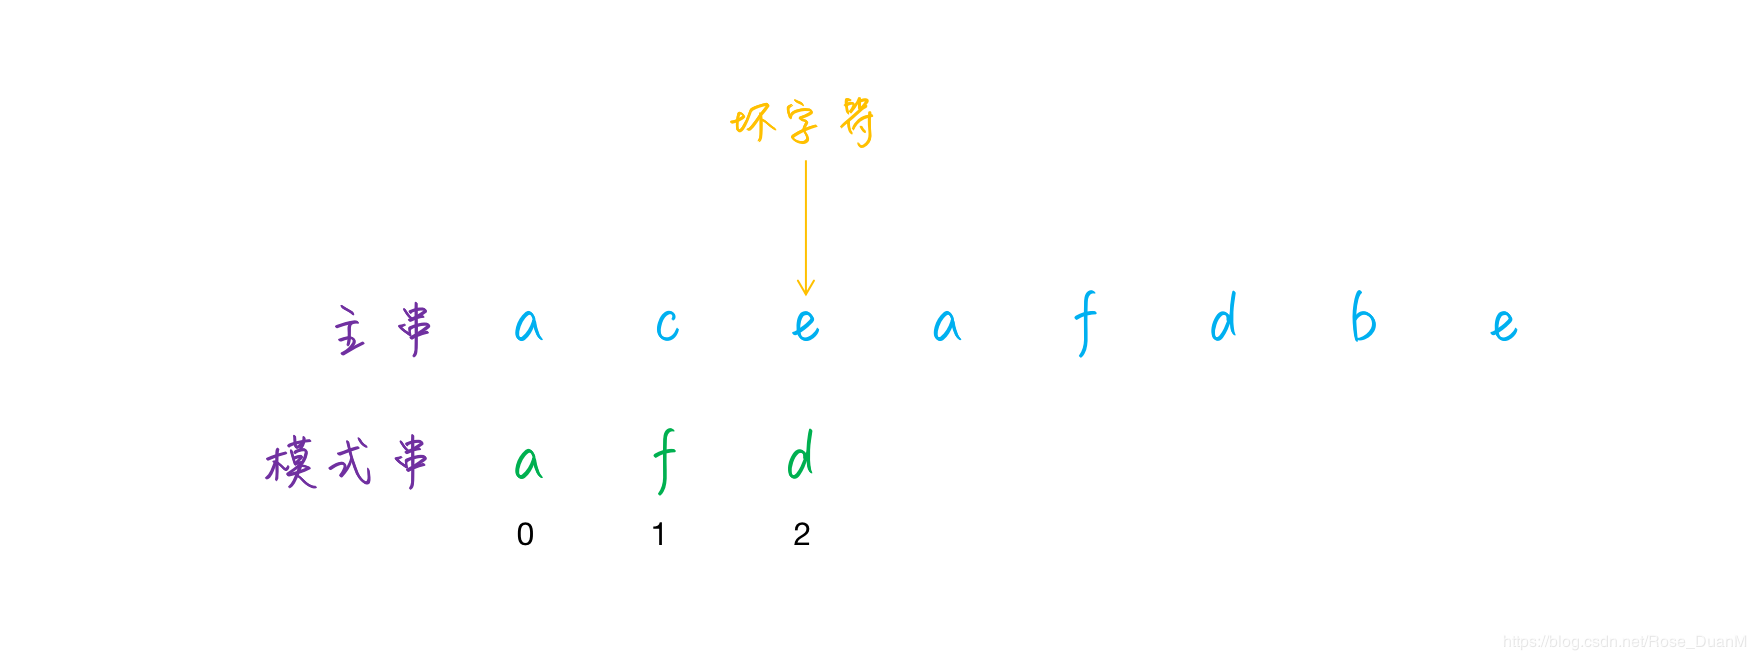 坏字符
主串 a c e a f d b e
模式串 a f d
0 1 2
https://blog.csdn.net/Rose_DuanM